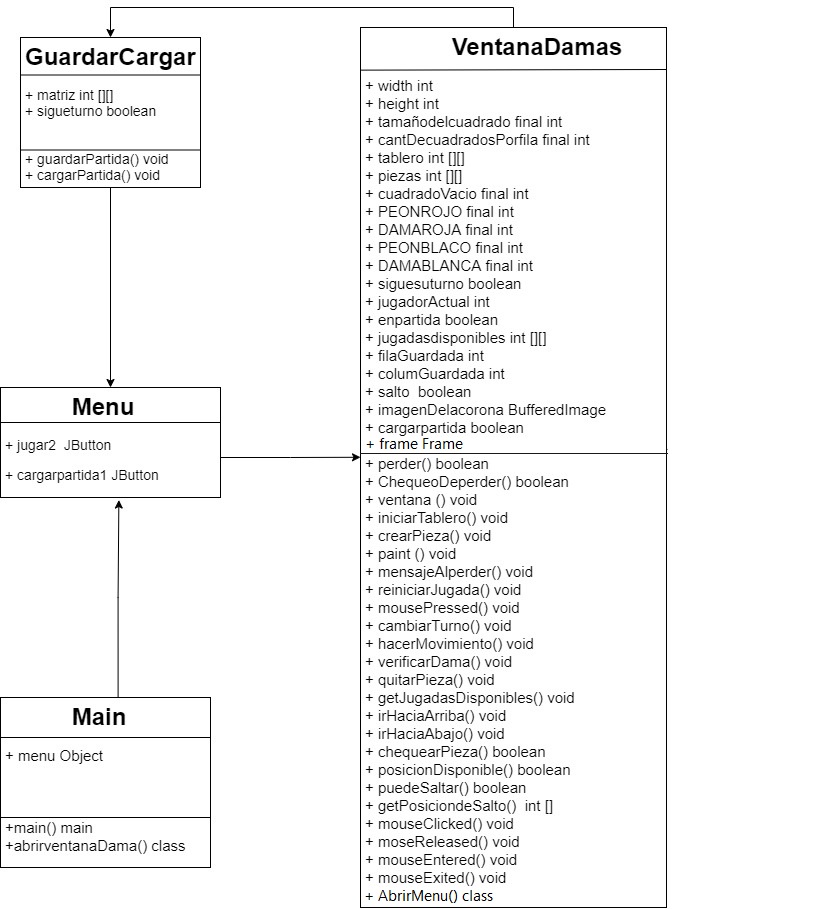 GuardarCargar
+ matriz int [][]
+ sigueturno boolean
+ guardarPartida() void
+ cargarPartida() void
VentanaDamas
+ width int
+ height int
+ tamañodelcuadrado final int
+ cantDecuadradosPorfila final int
+ tablero int [][]
+ piezas int [][]
+ cuadradoVacio final int
+ PEONROJO final int
+ DAMAROJA final int
+ PEONBLACO final int
+ DAMABLANCA final int
+ siguesuturno boolean
+ jugadorActual int
+ enpartida boolean
+ jugadasdisponibles int [][]
+ filaGuardada int
+ columGuardada int
+ salto  boolean
+ imagenDelacorona BufferedImage
+ cargarpartida boolean
+ frame Frame
+ perder() boolean
+ ChequeoDeperder() boolean
+ ventana () void
+ iniciarTablero() void
+ crearPieza() void
+ paint () void
+ mensajeAlperder() void
+ reiniciarJugada() void
+ mousePressed() void
+ cambiarTurno() void
+ hacerMovimiento() void
+ verificarDama() void
+ quitarPieza() void
+ getJugadasDisponibles() void
+ irHaciaArriba() void
+ irHaciaAbajo() void
+ chequearPieza() boolean
+ posicionDisponible() boolean
+ puedeSaltar() boolean
+ getPosiciondeSalto()  int []
+ mouseClicked() void
+ moseReleased() void
+ mouseEntered() void
+ mouseExited() void
+ AbrirMenu() class
Menu
+ jugar2  JButton
+ cargarpartida1 JButton
Main
+ menu Object
+main() main
+abrirventanaDama() class